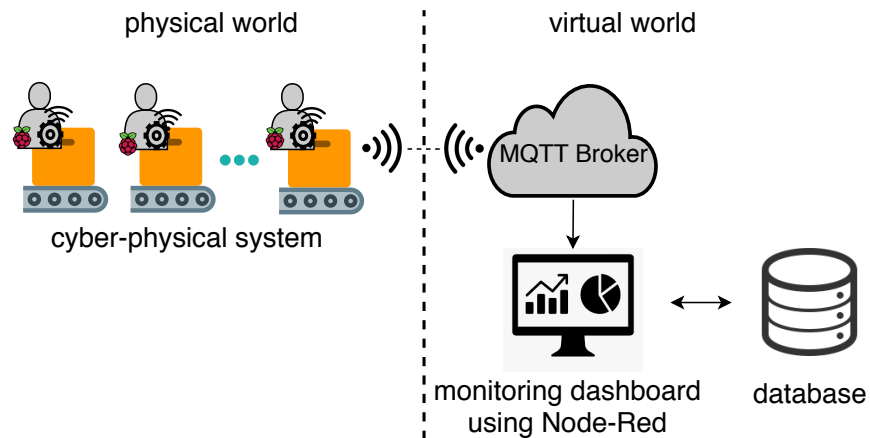 physical world
virtual world
MQTT Broker
cyber-physical system
monitoring dashboard
using Node-Red
database